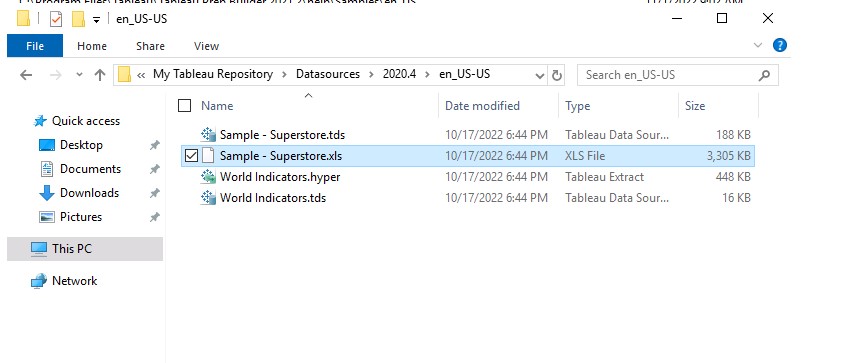 en_US-US
File Home Share View
My Tableau Repository Datasources 2020.4 en_US-US Search en_US-US
Name Date modified Type Size
Quick access
Desktop
Documents
Downloads
Pictures
This PC
Network
Sample - Superstore.tds 10/17/2022 6:44 PM Tableau Data Sour... 188 KB
Sample - Superstore.xls 10/17/2022 6:44 PM XLS File 3,305 KB
World Indicators.hyper 10/17/2022 6:44 PM Tableau Extract 448 KB
World Indicators.tds 10/17/2022 6:44 PM Tableau Data Sour... 16 KB